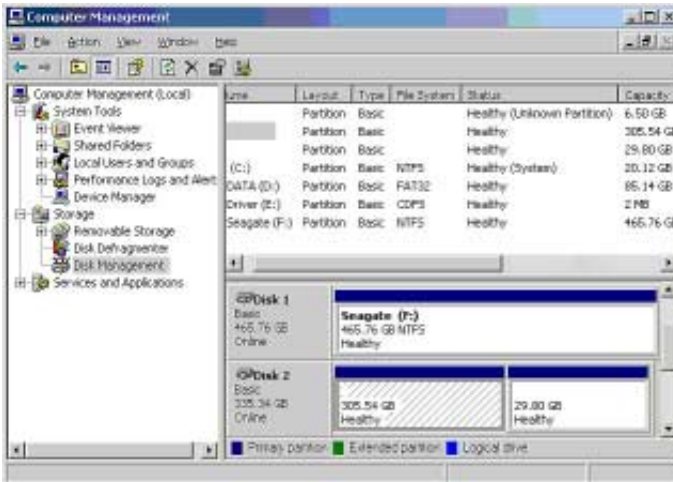 Computer Management
File Action View Window Help
Computer Management (Local)
System Tools
Event Viewer
Shared Folders
Local Users and Groups
Performance Logs and Alert
Device Manager
Storage
Removable Storage
Disk Defragmenter
Disk Management
Services and Applications
Layout Type File System Status Capacity
Partition Basic Healthy (Unknown Partition) 6.50 GB
Partition Basic Healthy 305.54 G
Partition Basic Healthy 29.80 GB
(C:) Partition Basic NTFS Healthy (System) 20.12 GB
DATA (D:) Partition Basic FAT32 Healthy 85.14 GB
Driver (E:) Partition Basic CDFS Healthy 2 MB
Seagate (F:) Partition Basic NTFS Healthy 465.76 G
Disk 1
Basic
465.76 GB
Online
Seagate (F:)
465.76 GB NTFS
Healthy
Disk 2
Basic
335.34 GB
Online
305.54 GB
Healthy
29.80 GB
Healthy
Primary partition Extended partition Logical drive